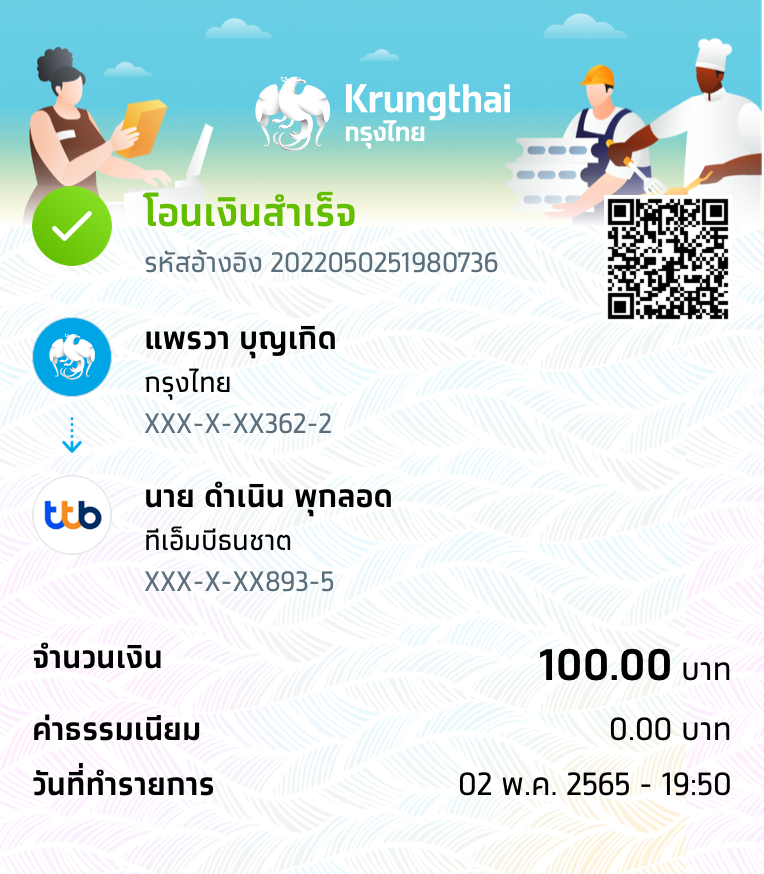 Krungthai
กรุงไทย
โอนเงินสำเร็จ
รหัสอ้างอิง 2022050251980736
แพรวา บุญเกิด
กรุงไทย
XXX-X-XX362-2
ttb
นาย ดำเนิน พุกลอด
ทีเอ็มบีธนชาต
XXX-X-XX893-5
จำนวนเงิน 100.00 บาท
ค่าธรรมเนียม 0.00 บาท
วันที่ทำรายการ 02 พ.ค. 2565 - 19:50